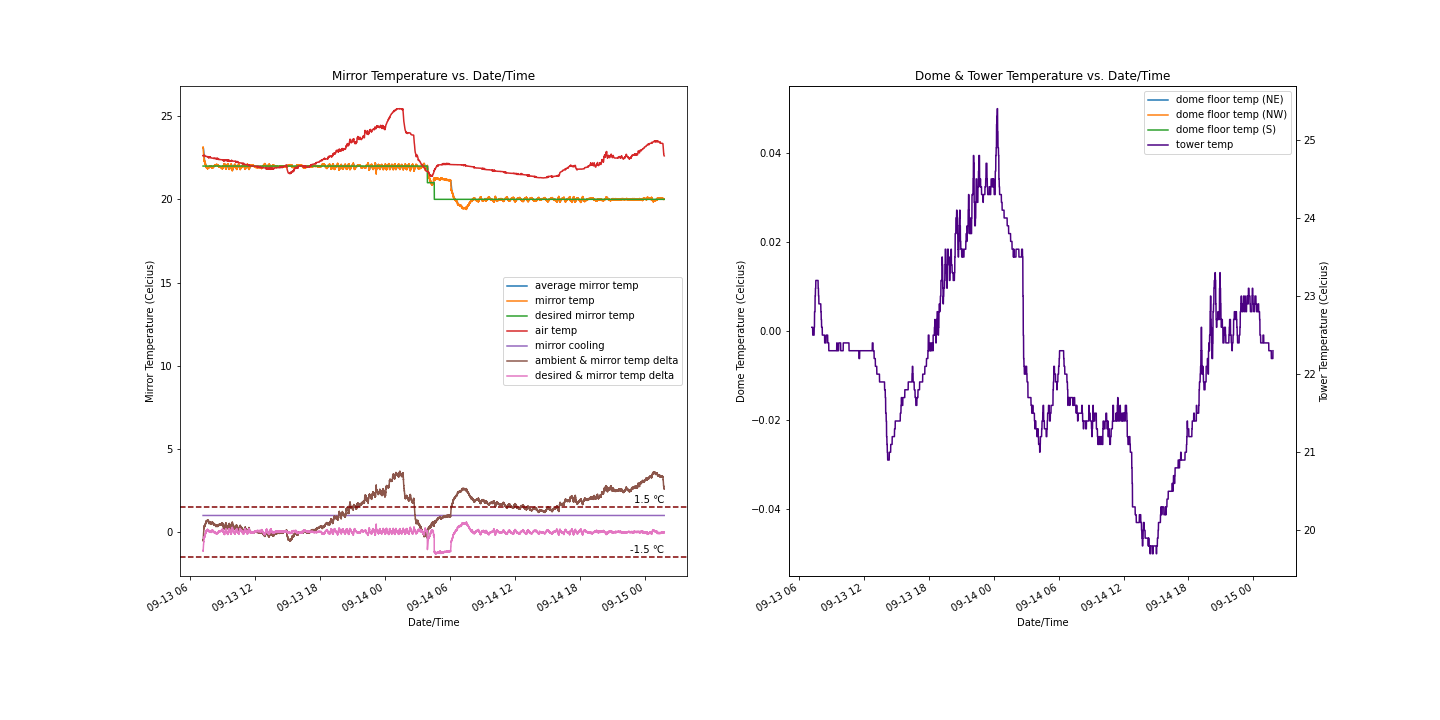 Mirror Temperature vs. Date/Time
Mirror Temperature (Celcius)
25
20
15
10
5
0
average mirror temp
mirror temp
desired mirror temp
air temp
mirror cooling
ambient & mirror temp delta
desired & mirror temp delta
1.5 °C
-1.5 °C
09-13 06
09-13 12
09-13 18
09-14 00
09-14 06
09-14 12
09-14 18
09-15 00
Date/Time
Dome & Tower Temperature vs. Date/Time
Dome Temperature (Celcius)
0.04
0.02
0.00
−0.02
−0.04
dome floor temp (NE)
dome floor temp (NW)
dome floor temp (S)
tower temp
25
24
23
22
21
20
Tower Temperature (Celcius)
09-13 06
09-13 12
09-13 18
09-14 00
09-14 06
09-14 12
09-14 18
09-15 00
Date/Time